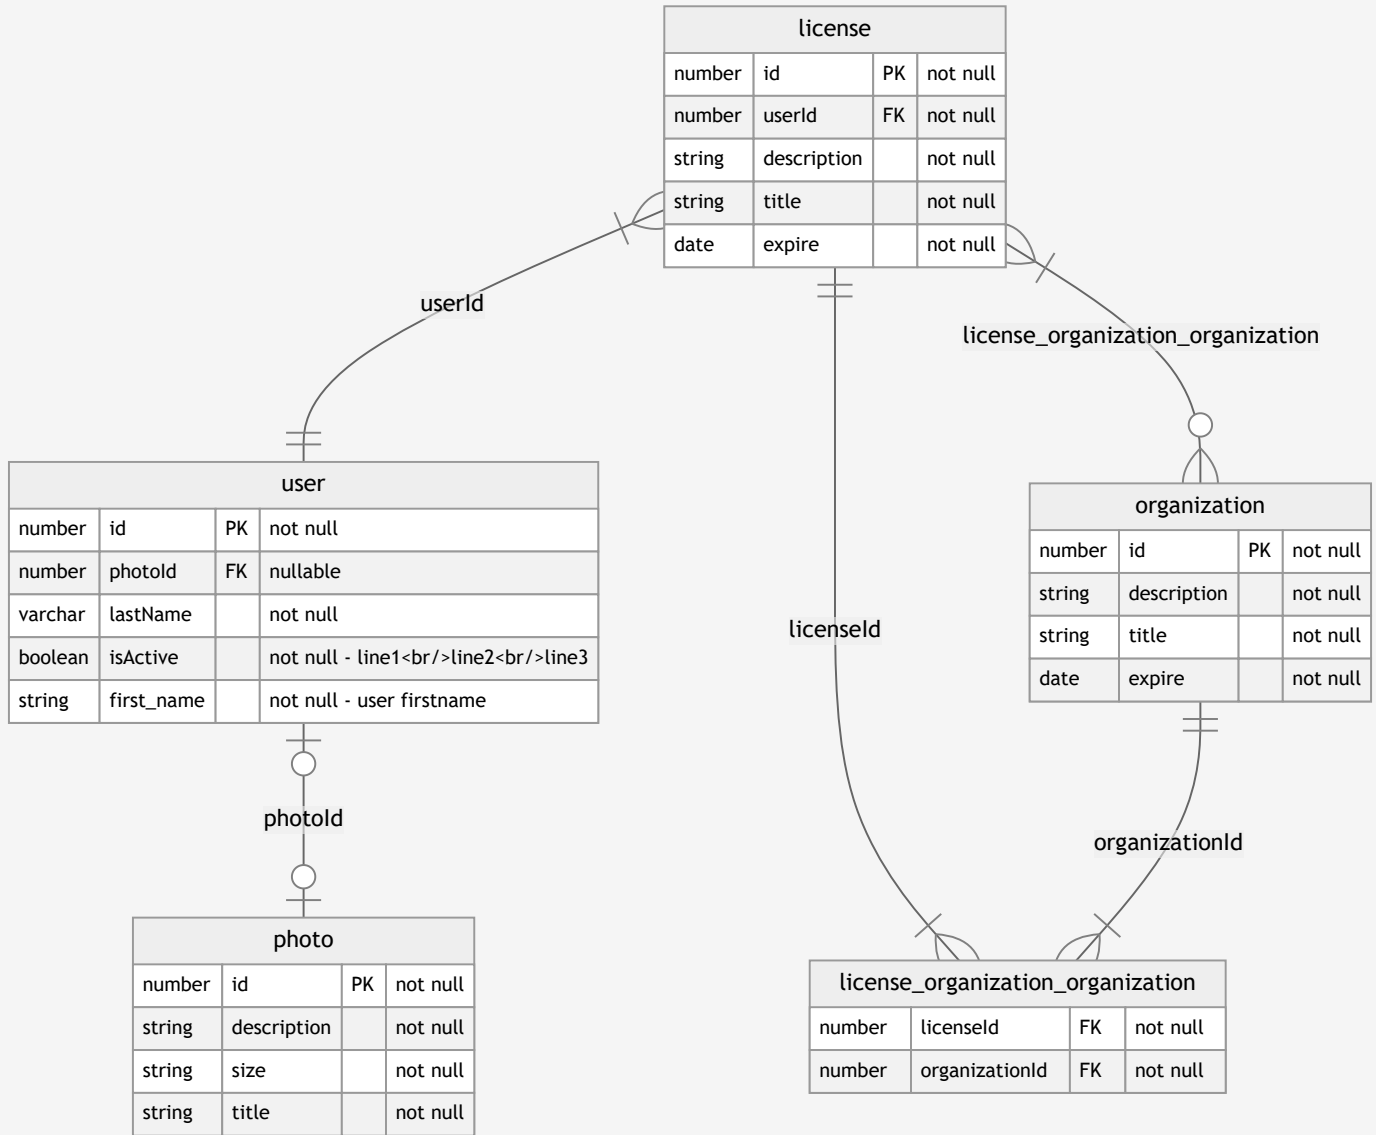 license
number id PK not null
number userId FK not null
string description not null
string title not null
date expire not null
userId
license_organization_organization
user
number id PK not null
number photoId FK nullable
varchar lastName not null
boolean isActive not null - line1<br/>line2<br/>line3
string first_name not null - user firstname
organization
number id PK not null
string description not null
string title not null
date expire not null
licenseId
photoId
organizationId
photo
number id PK not null
string description not null
string size not null
string title not null
license_organization_organization
number licenseId FK not null
number organizationId FK not null